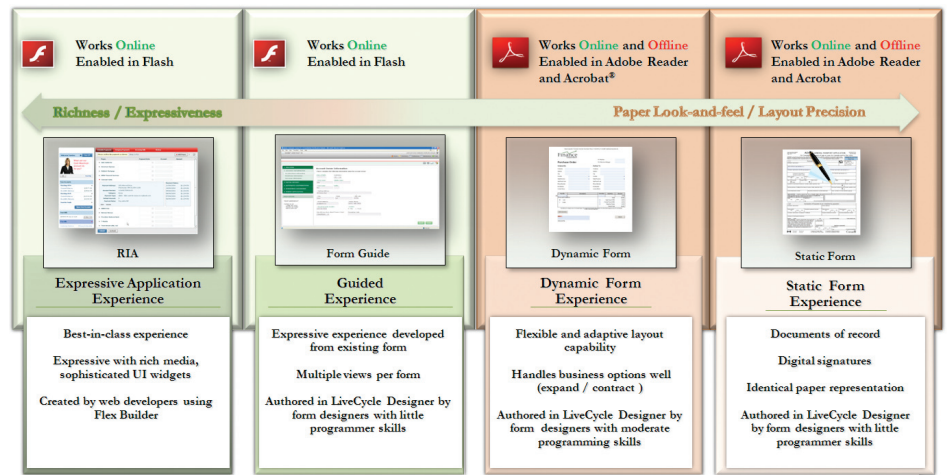 Works Online
Enabled in Flash
Works Online
Enabled in Flash
Works Online and Offline
Enabled in Adobe Reader
and Acrobat®
Works Online and Offline
Enabled in Adobe Reader
and Acrobat
Richness / Expressiveness
Paper Look-and-feel / Layout Precision
RIA
Form Guide
Dynamic Form
Static Form
Expressive Application
Experience
Best-in-class experience
Expressive with rich media,
sophisticated UI widgets
Created by web developers using
Flex Builder
Guided
Experience
Expressive experience developed
from existing form
Multiple views per form
Authored in LiveCycle Designer by
form designers with little
programmer skills
Dynamic Form
Experience
Flexible and adaptive layout
capability
Handles business options well
(expand / contract )
Authored in LiveCycle Designer by
form designers with moderate
programming skills
Static Form
Experience
Documents of record
Digital signatures
Identical paper representation
Authored in LiveCycle Designer
by form designers with little
programmer skills